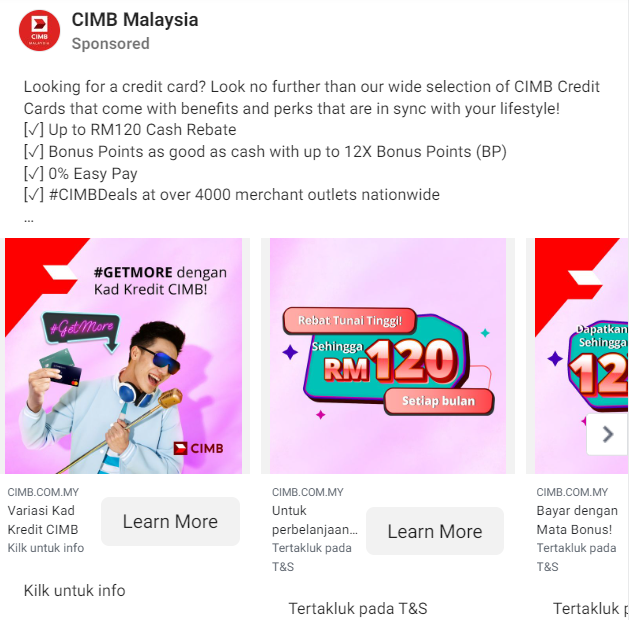 CIMB
MALAYSIA
CIMB Malaysia
Sponsored
Looking for a credit card? Look no further than our wide selection of CIMB Credit
Cards that come with benefits and perks that are in sync with your lifestyle!
[✓] Up to RM120 Cash Rebate
[✓] Bonus Points as good as cash with up to 12X Bonus Points (BP)
[✓] 0% Easy Pay
[✓] #CIMBDeals at over 4000 merchant outlets nationwide
...
#GETMORE dengan
Kad Kredit CIMB!
#GetMore
CIMB
Rebat Tunai Tinggi!
Sehingga
RM120
Setiap bulan
Dapatkan
Sehingga
12
CIMB.COM.MY
Variasi Kad
Kredit CIMB
Kilk untuk info
Learn More
Kilk untuk info
CIMB.COM.MY
Untuk
perbelanjaan...
Tertakluk pada
T&S
Learn More
Tertakluk pada T&S
CIMB.COM.MY
Bayar dengan
Mata Bonus!
Tertakluk pada
T&S
Tertakluk